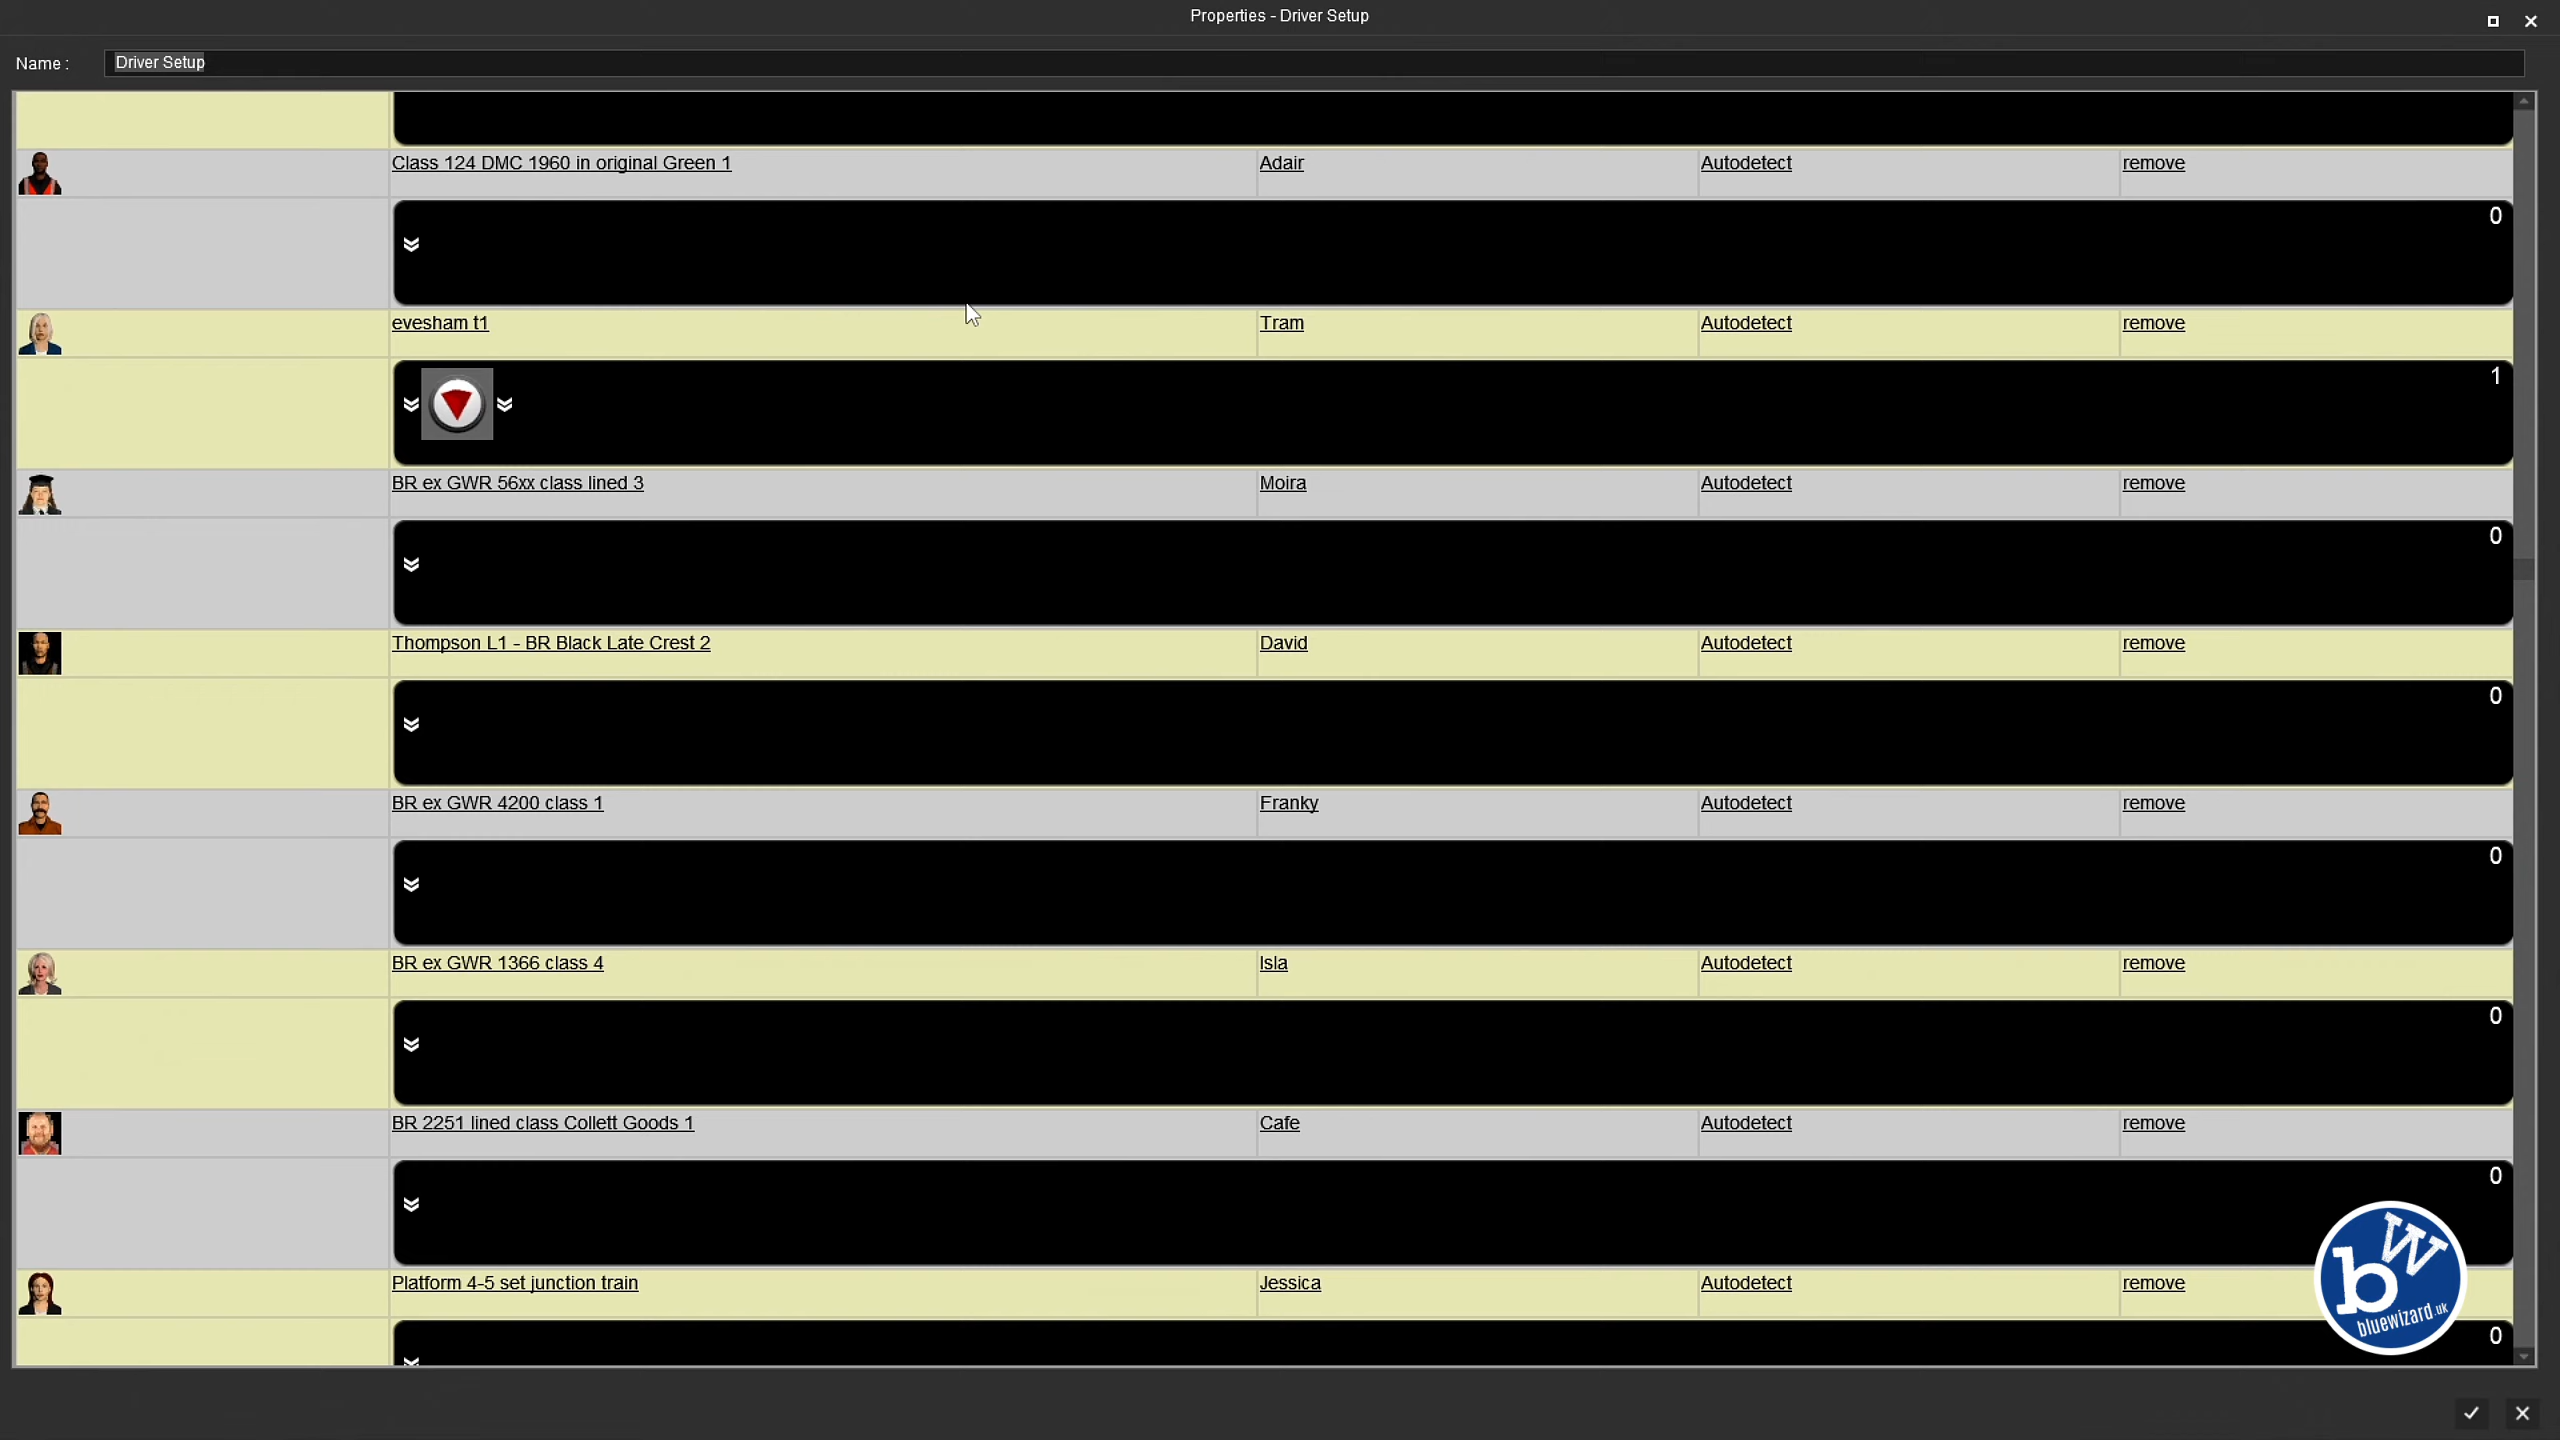 Properties - Driver Setup
Name :
Driver Setup
Class 124 DMC 1960 in original Green 1 Adair Autodetect remove
0
evesham t1 Tram Autodetect remove
1
BR ex GWR 56xx class lined 3 Moira Autodetect remove
0
Thompson L1 - BR Black Late Crest 2 David Autodetect remove
0
BR ex GWR 4200 class 1 Franky Autodetect remove
0
BR ex GWR 1366 class 4 Isla Autodetect remove
0
BR 2251 lined class Collett Goods 1 Cafe Autodetect remove
0
Platform 4-5 set junction train Jessica Autodetect remove
0
bw
bluewizard.uk